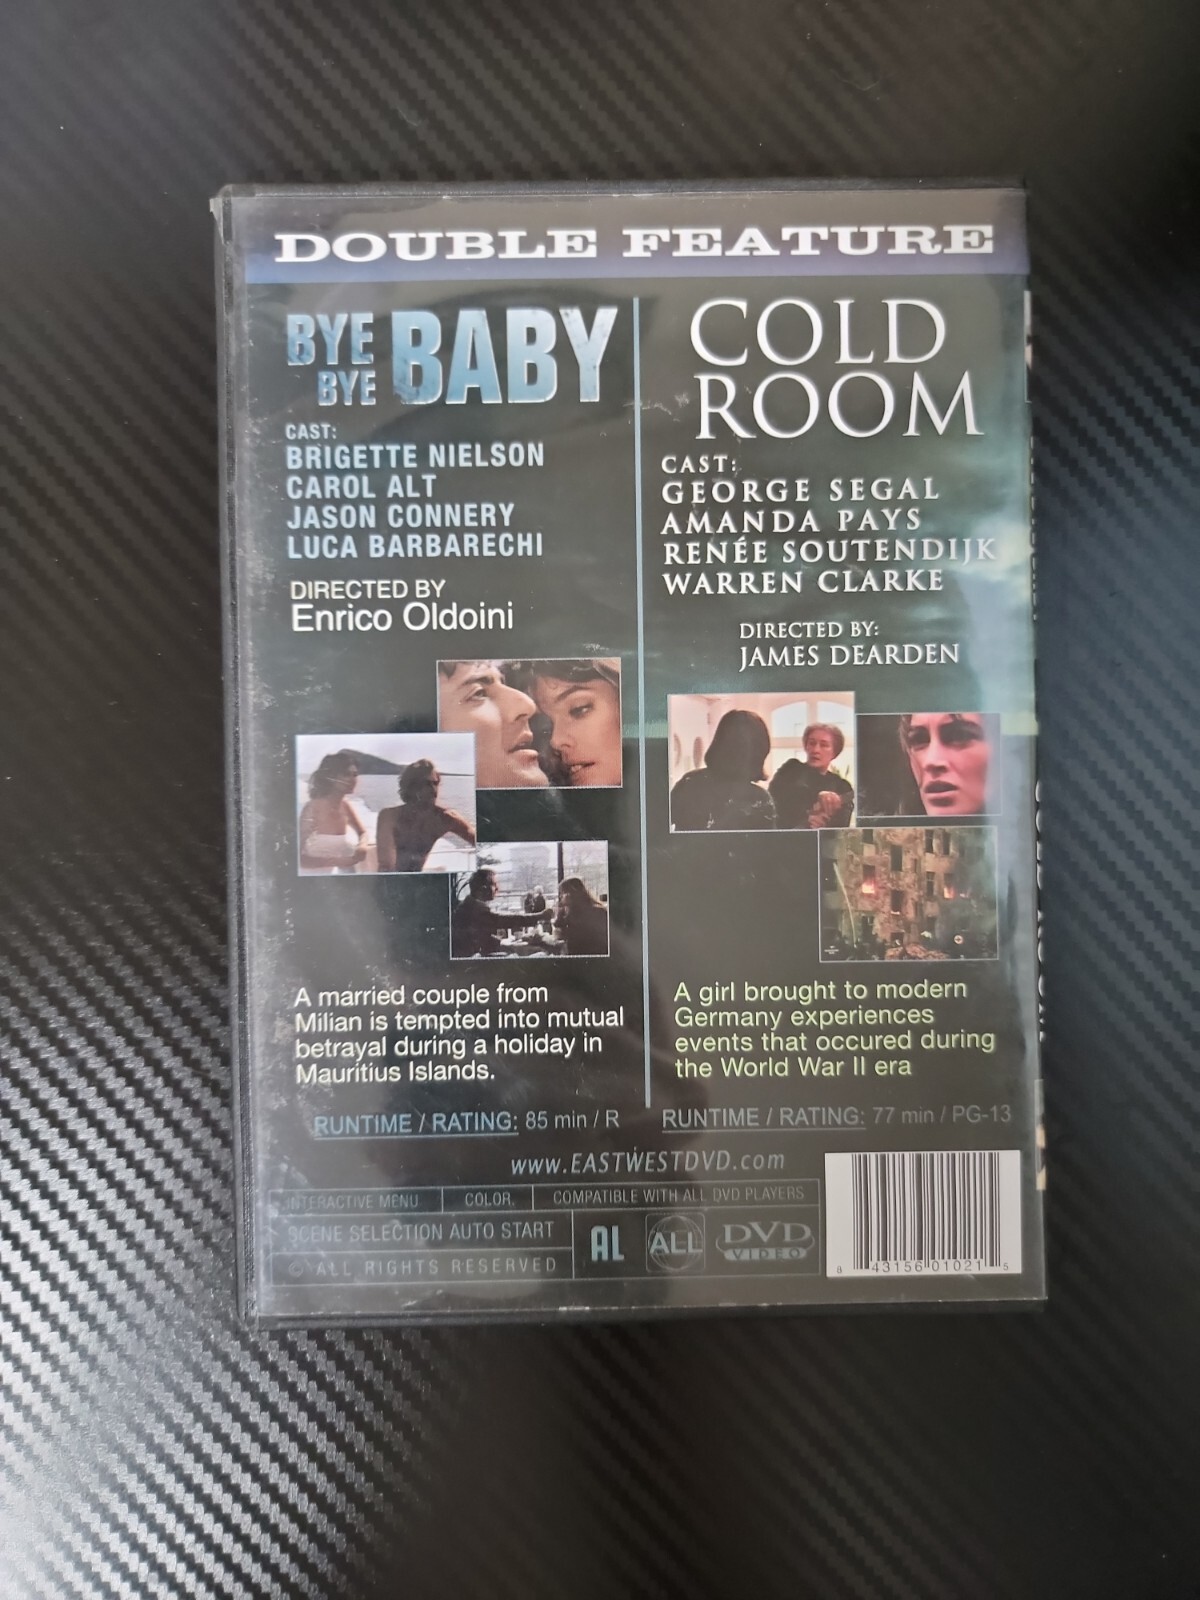 DOUBLE FEATURE
BYE
BYE
BABY
CAST:
BRIGETTE NIELSON
CAROL ALT
JASON CONNERY
LUCA BARBARECHI
DIRECTED BY
Enrico Oldoini
A married couple from
Milian is tempted into mutual
betrayal during a holiday in
Mauritius Islands.
RUNTIME / RATING: 85 min / R
COLD
ROOM
CAST:
GEORGE SEGAL
AMANDA PAYS
RENÉE SOUTENDIJK
WARREN CLARKE
DIRECTED BY:
JAMES DEARDEN
A girl brought to modern
Germany experiences
events that occured during
the World War II era
RUNTIME / RATING: 77 min / PG-13
www.EASTWESTDVD.com
INTERACTIVE MENU
COLOR.
COMPATIBLE WITH ALL DVD PLAYERS
SCENE SELECTION AUTO START
© ALL RIGHTS RESERVED
AL
ALL
DVD
VIDEO
8 43156 01021 5